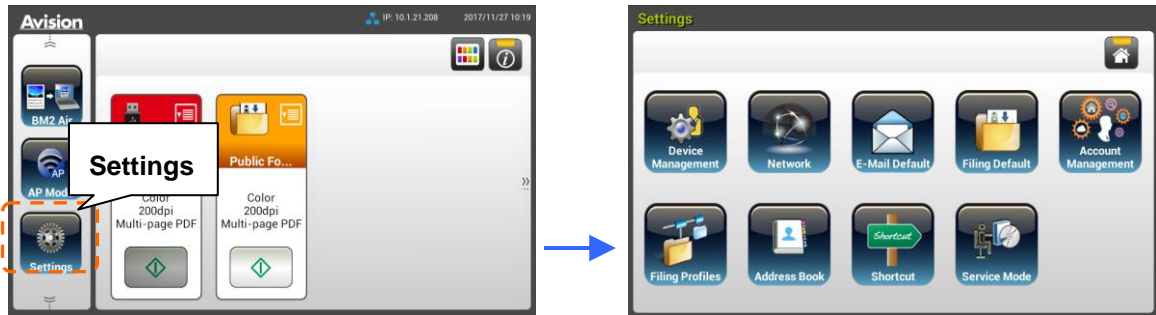 Avision
IP: 10.1.21.208 2017/11/27 10:19
BM2 Air
AP Mode
Settings
Settings
Public Fo...
Color
200dpi
Multi-page PDF
Color
200dpi
Multi-page PDF
Settings
Device
Management
Network
E-Mail Default
Filing Default
Account
Management
Filing Profiles
Address Book
Shortcut
Shortcut
Service Mode
AP